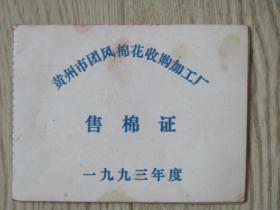 黄州市团风棉花收购加工厂
售棉证
一九九三年度